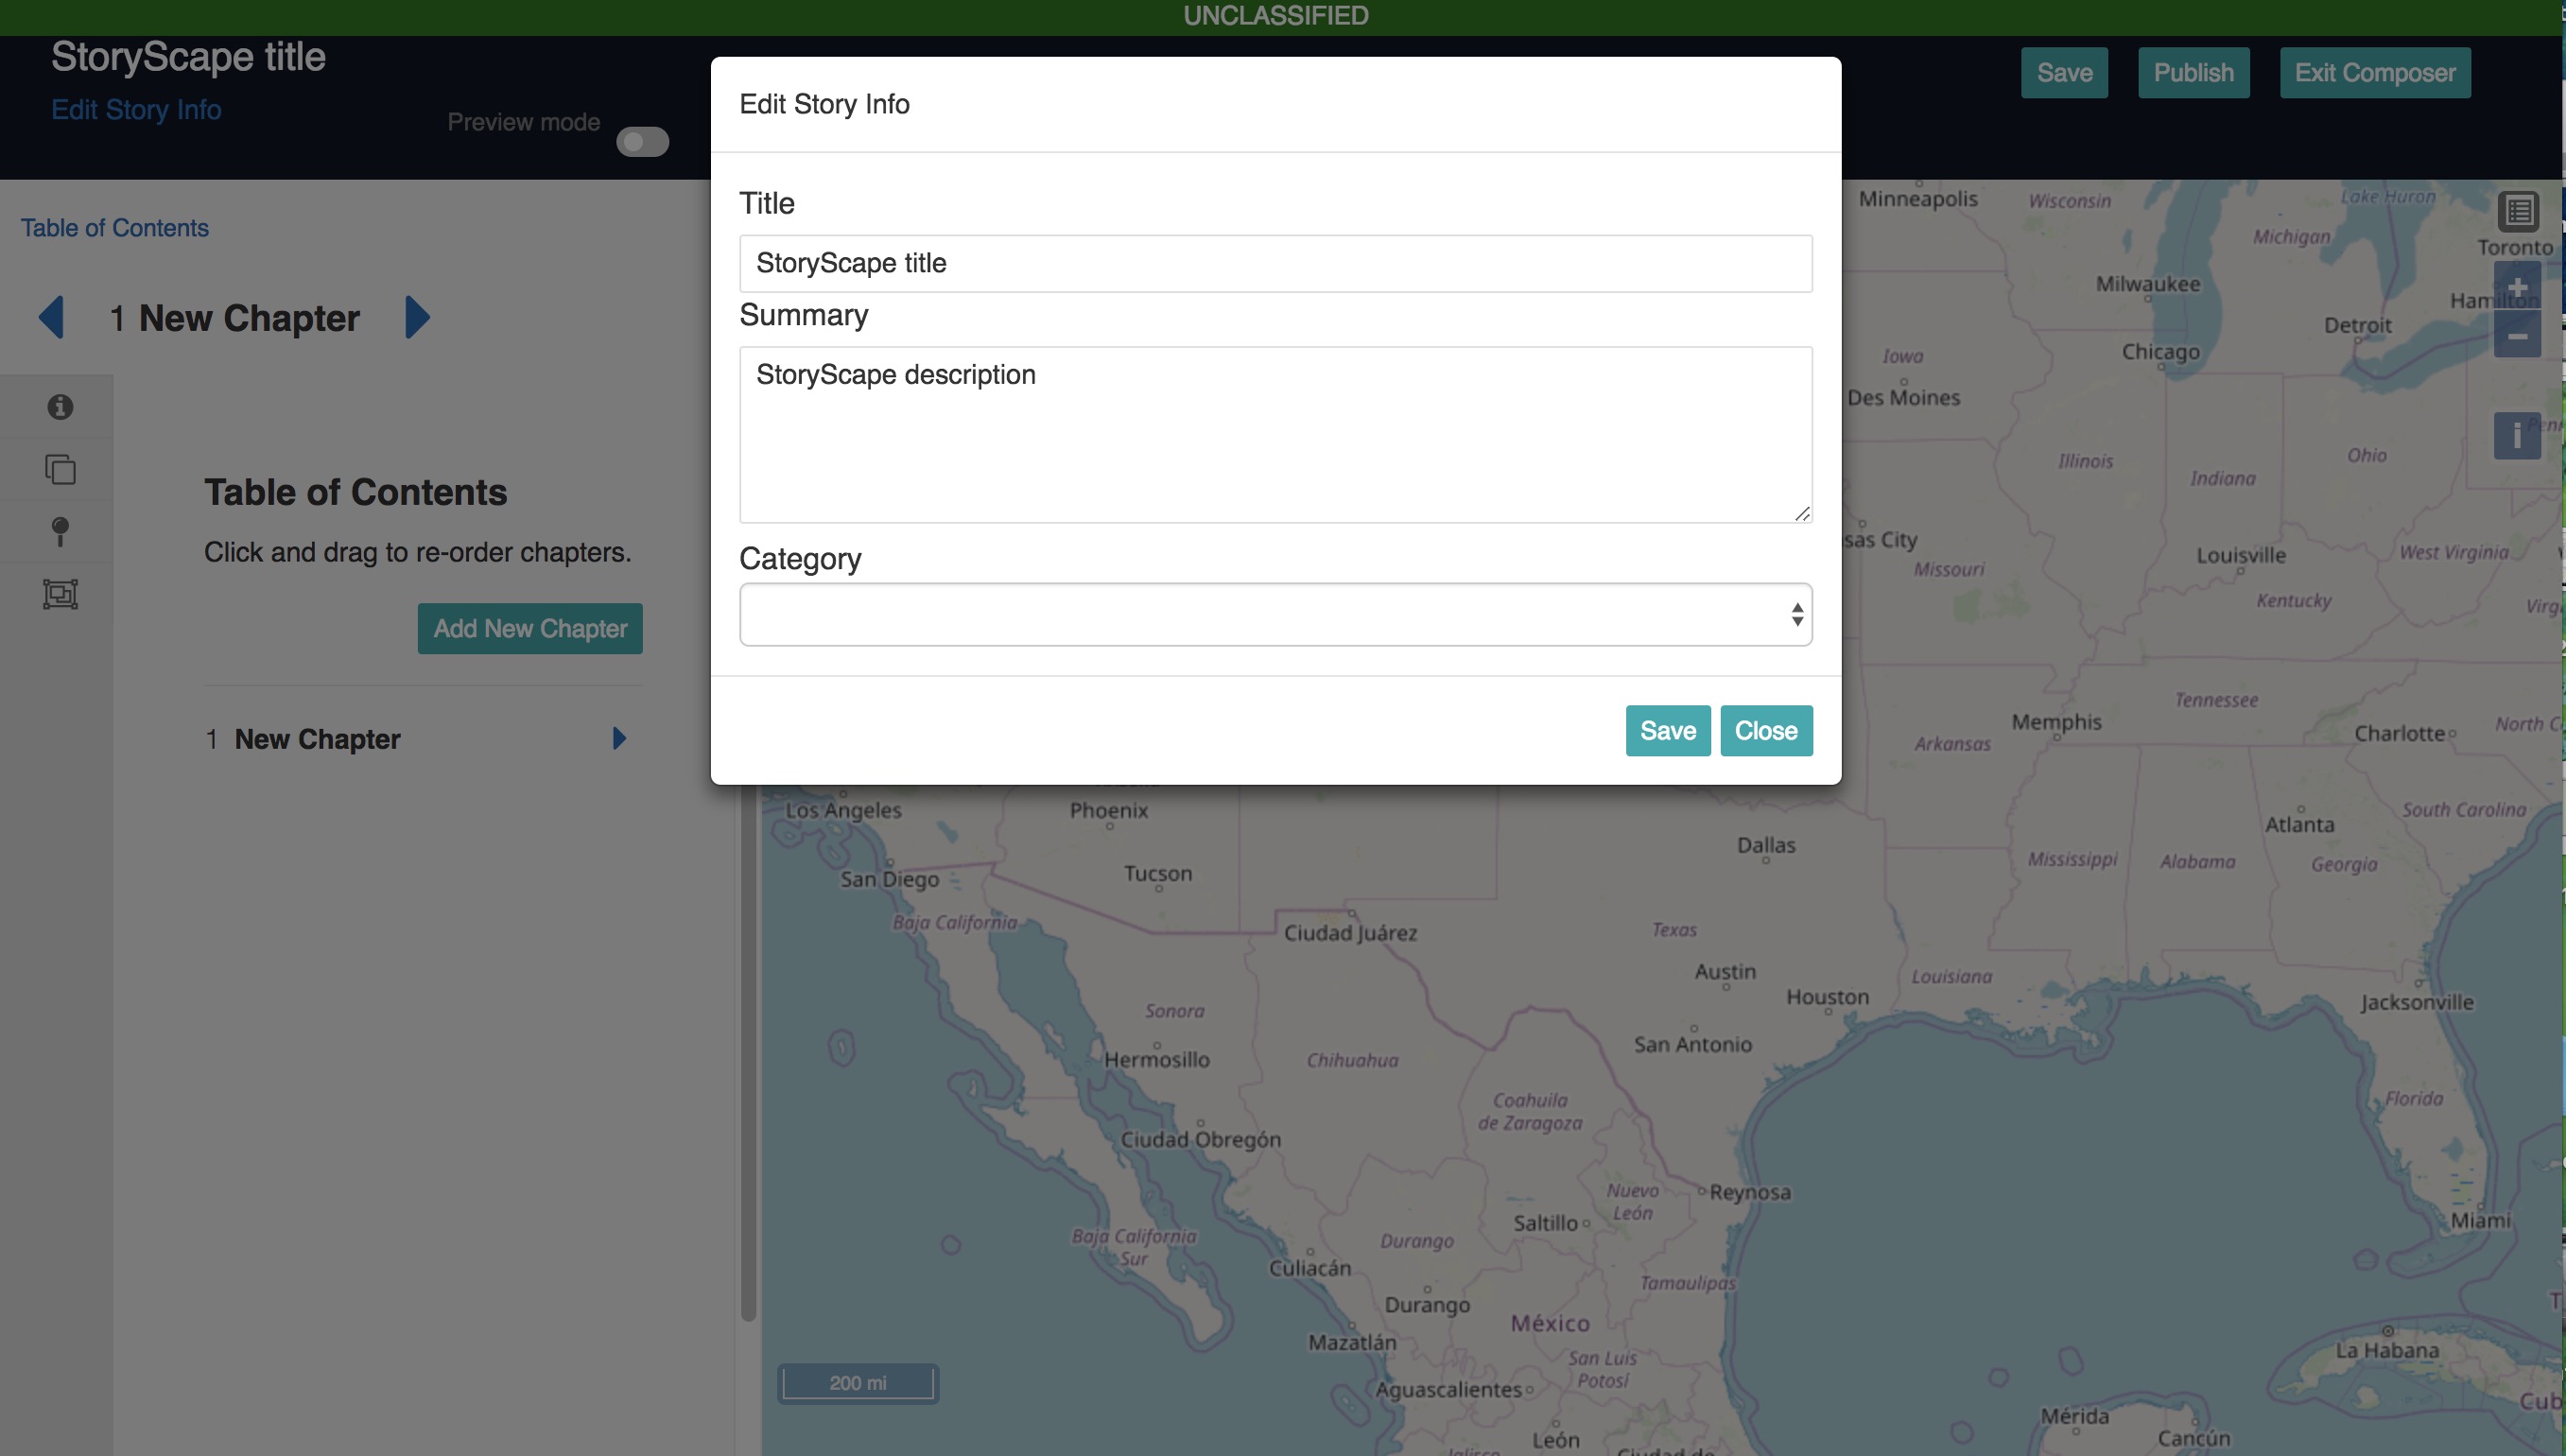 UNCLASSIFIED
StoryScape title
Edit Story Info
Preview mode
Save
Publish
Exit Composer
Table of Contents
1 New Chapter
Table of Contents
Click and drag to re-order chapters.
Add New Chapter
1 New Chapter
Edit Story Info
Title
StoryScape title
Summary
StoryScape description
Category
Save
Close
Minneapolis
Wisconsin
Lake Huron
Michigan
Toronto
Milwaukee
Hamilton
Detroit
Chicago
Iowa
Des Moines
Illinois
Indiana
Ohio
sas City
Missouri
Louisville
West Virginia
Kentucky
Tennessee
Memphis
Charlotte
North C
Arkansas
Los Angeles
Phoenix
South Carolina
Atlanta
Dallas
Mississippi
Alabama
Georgia
San Diego
Tucson
Baja California
Ciudad Juárez
Texas
Austin
Louisiana
Houston
Jacksonville
Sonora
San Antonio
Hermosillo
Chihuahua
Coahuila
de Zaragoza
Florida
Ciudad Obregón
Nuevo
León
Reynosa
Saltillo
Miami
Baja California
Sur
Durango
Culiacán
Tamaulipas
Durango
México
Mazatlán
La Habana
San Luis
Potosí
200 mi
Aguascalientes
Cub
Mérida
León
Cancún